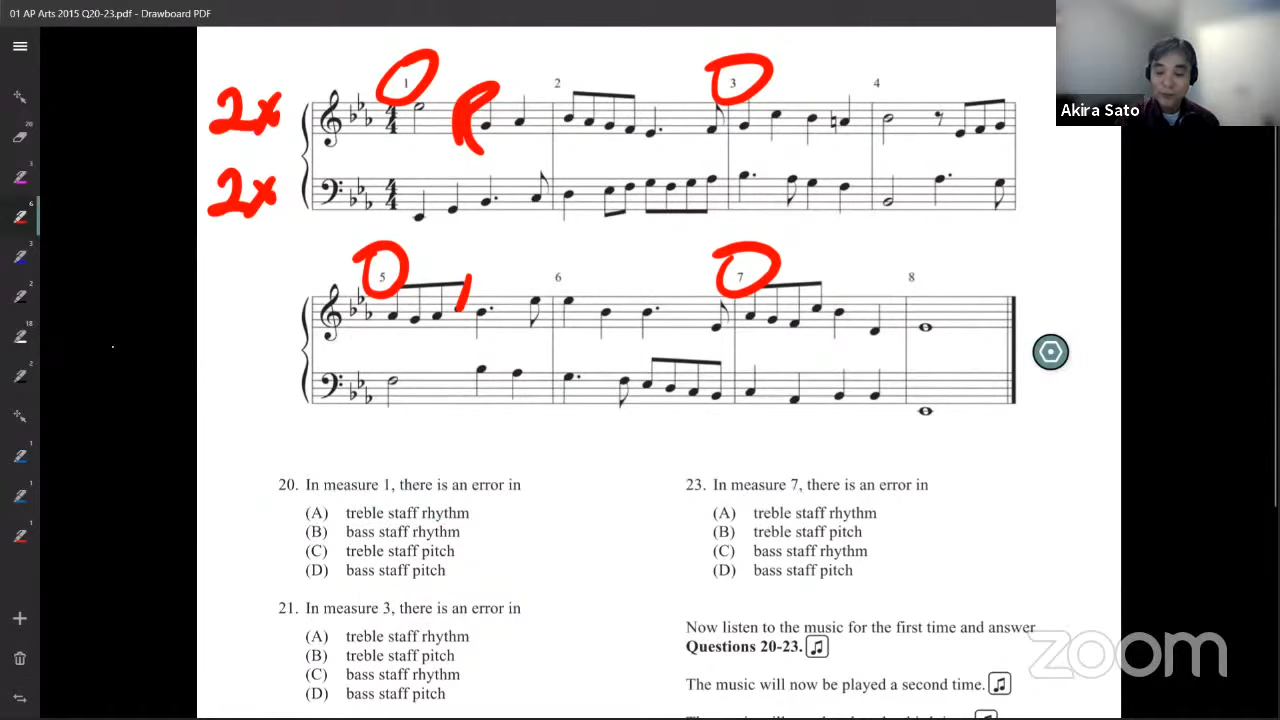 01 AP Arts 2015 Q20-23.pdf - Drawboard PDF
Akira Sato
2x
2x
1
2
3
4
5
6
7
8
20. In measure 1, there is an error in
(A) treble staff rhythm
(B) bass staff rhythm
(C) treble staff pitch
(D) bass staff pitch
21. In measure 3, there is an error in
(A) treble staff rhythm
(B) treble staff pitch
(C) bass staff rhythm
(D) bass staff pitch
23. In measure 7, there is an error in
(A) treble staff rhythm
(B) treble staff pitch
(C) bass staff rhythm
(D) bass staff pitch
Now listen to the music for the first time and answer
Questions 20-23.
The music will now be played a second time.
zoom